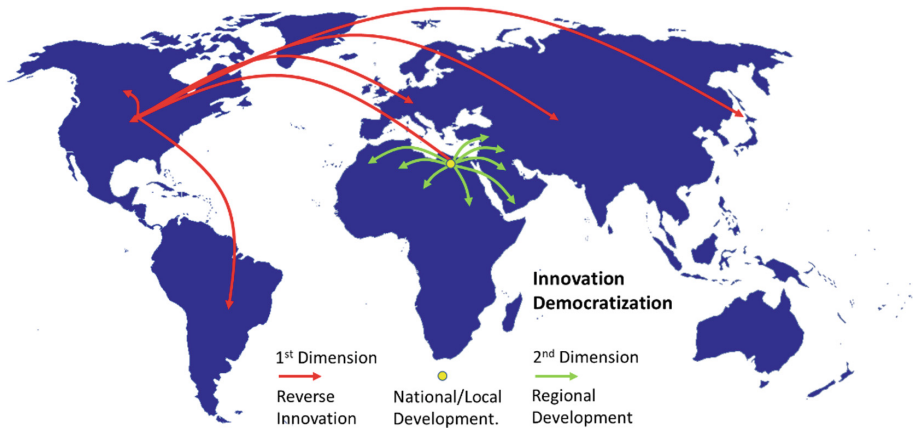 Innovation
Democratization
1st Dimension
2nd Dimension
Reverse
Innovation
National/Local
Development.
Regional
Development